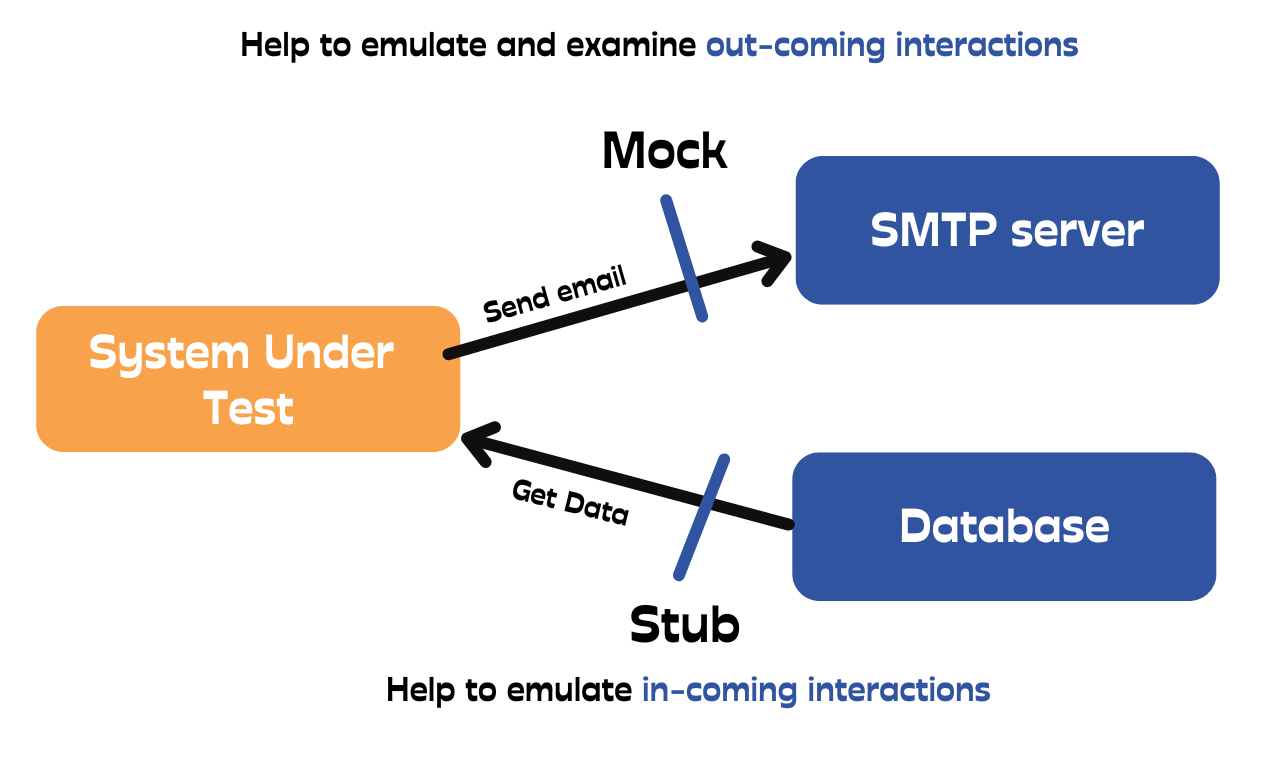 Help to emulate and examine out-coming interactions
Mock
SMTP server
Send email
System Under
Test
Get Data
Database
Stub
Help to emulate in-coming interactions